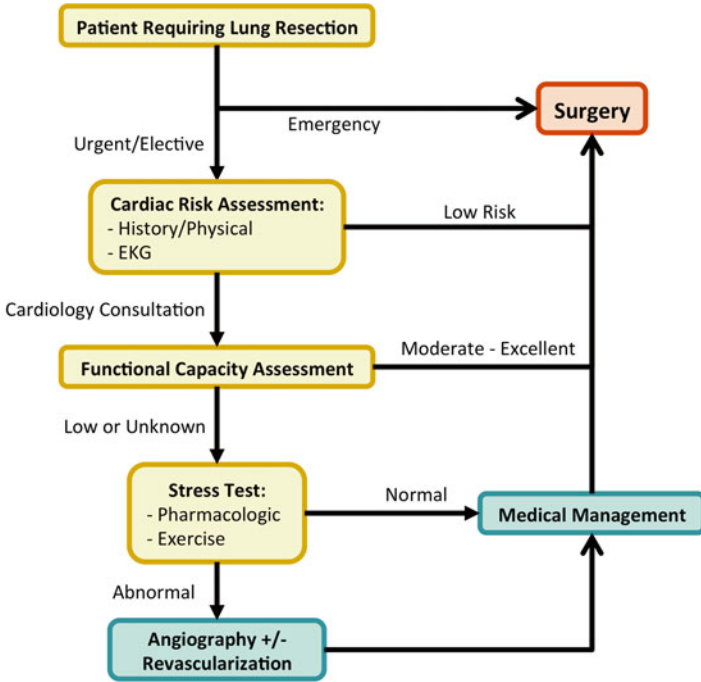 Patient Requiring Lung Resection
Emergency
Surgery
Urgent/Elective
Cardiac Risk Assessment:
- History/Physical
- EKG
Low Risk
Cardiology Consultation
Functional Capacity Assessment
Moderate - Excellent
Low or Unknown
Stress Test:
- Pharmacologic
- Exercise
Normal
Medical Management
Abnormal
Angiography +/-
Revascularization